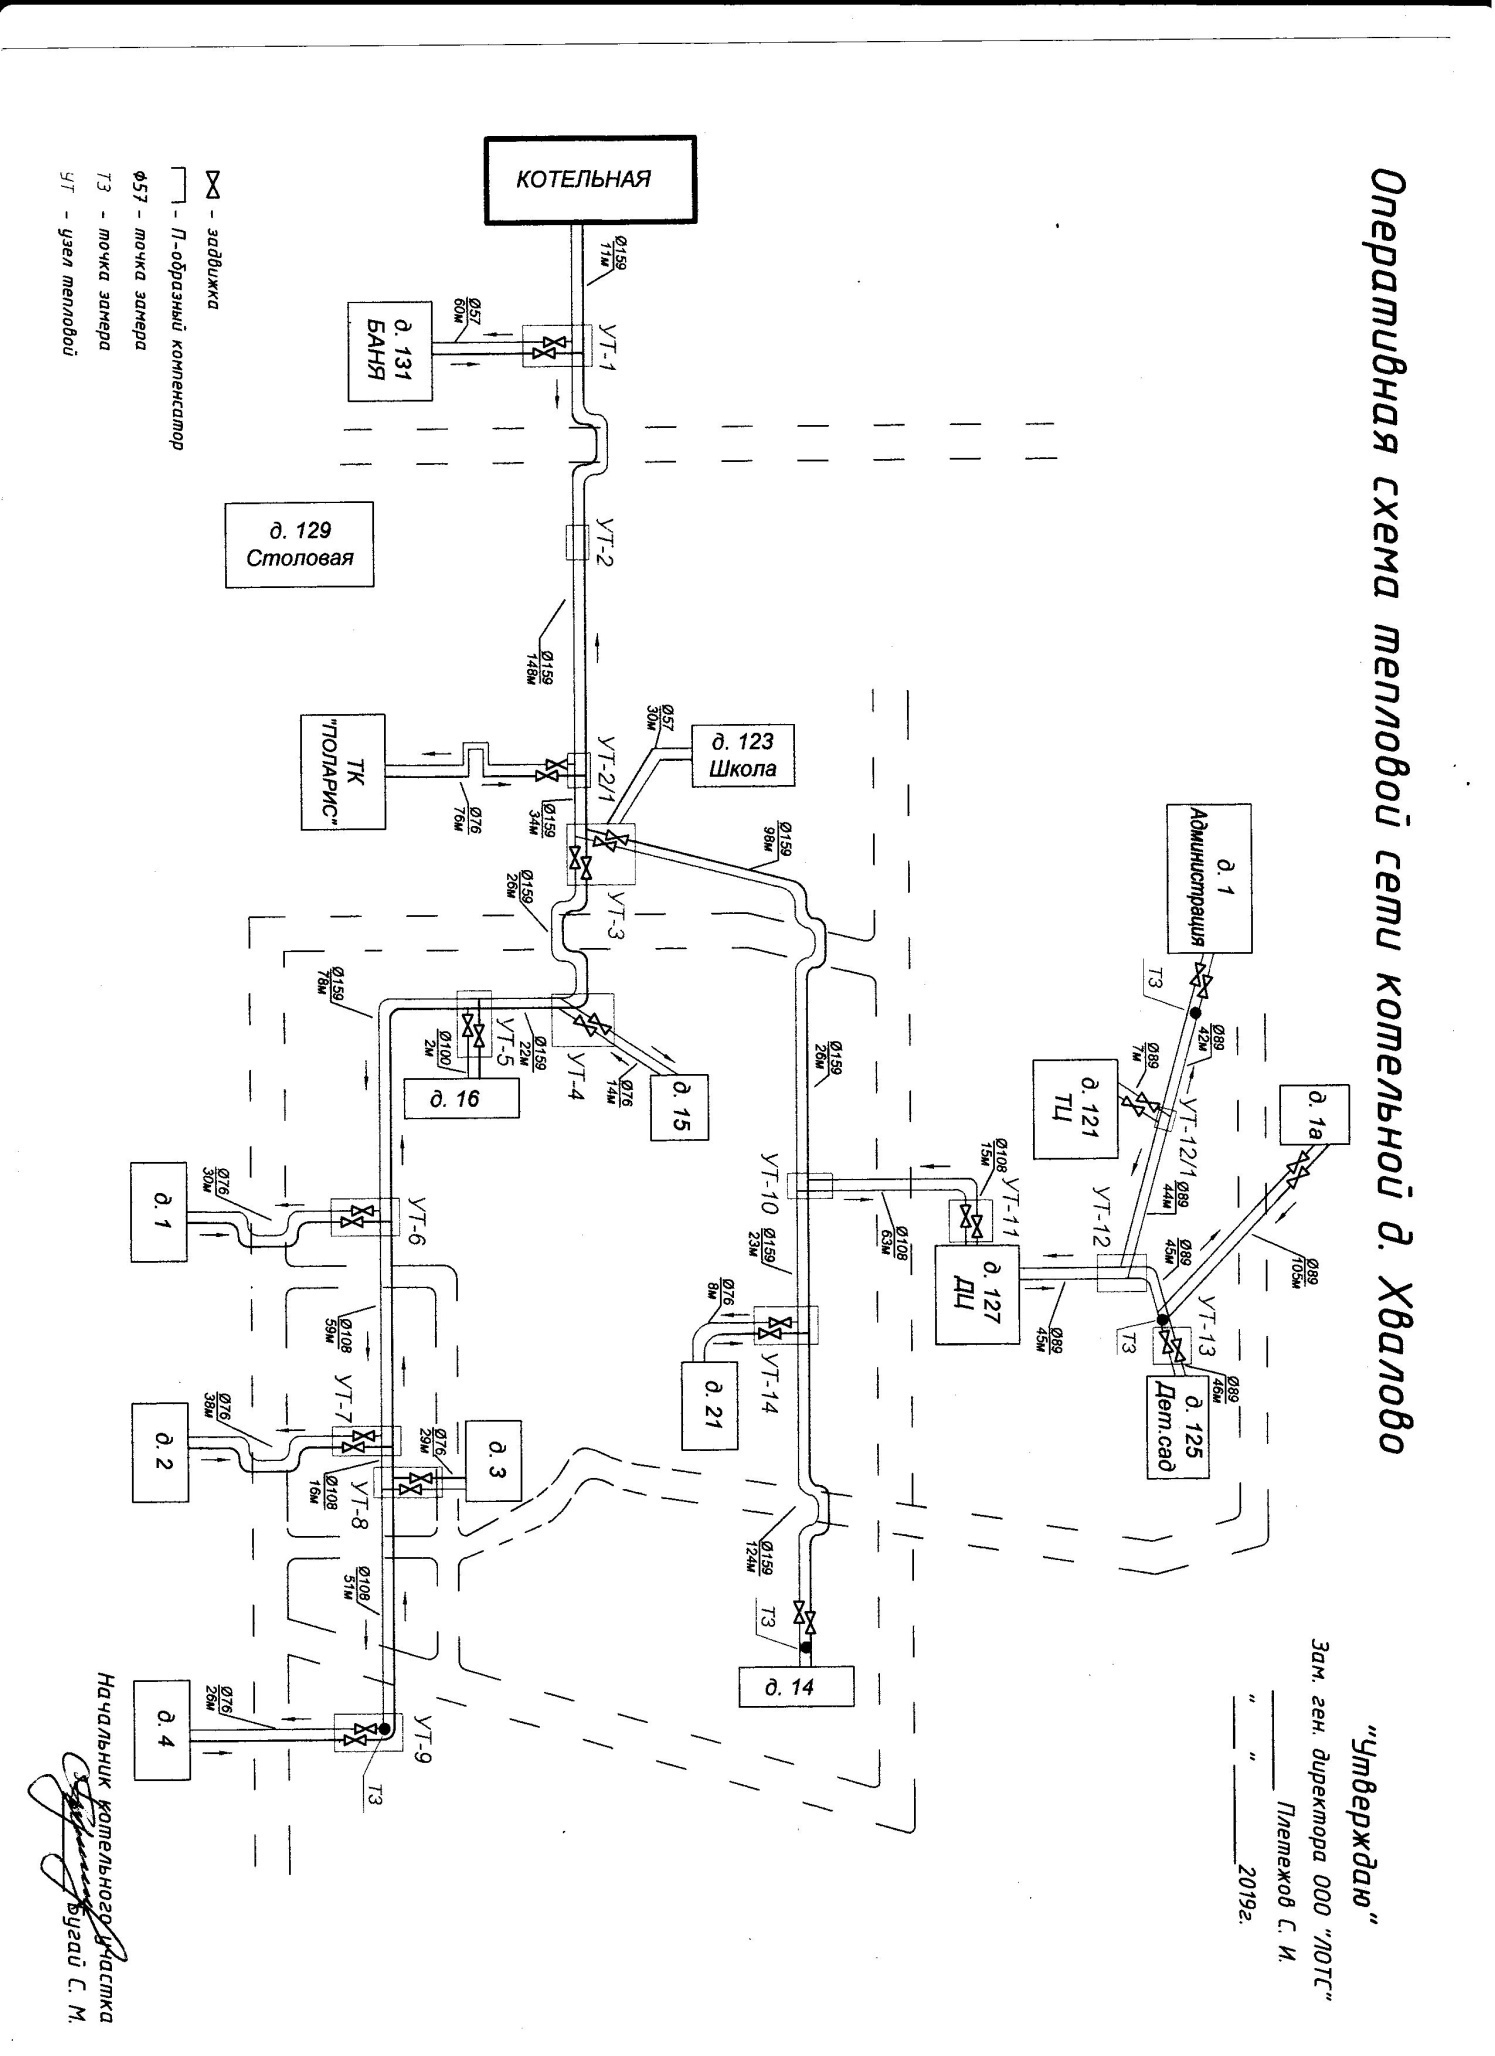 Оперативная схема тепловой сети котельной д. Хвалово
"Утверждаю"
Зам. ген. директора ООО "ЛОТС"
Плетежов С. И.
" " 2019г.
КОТЕЛЬНАЯ
Ø159
11м
УТ-1
Ø57
60м
д. 131
БАНЯ
УТ-2
д. 129
Столовая
Ø159
148м
УТ-2/1
ТК
"ПОЛАРИС"
Ø76
76м
Ø159
34м
Ø57
30м
д. 123
Школа
УТ-3
Ø159
98м
Ø159
26м
УТ-4
Ø76
14м
д. 15
Ø159
22м
УТ-5
Ø100
2м
д. 16
Ø159
78м
УТ-6
Ø76
30м
д. 1
Ø108
59м
УТ-7
Ø76
38м
д. 2
Ø108
16м
УТ-8
Ø76
29м
д. 3
Ø108
51м
УТ-9
ТЗ
Ø76
26м
д. 4
Ø159
26м
УТ-10
Ø108
63м
Ø108
15м
УТ-11
д. 127
ДЦ
Ø159
23м
УТ-14
Ø76
8м
д. 21
Ø159
124м
ТЗ
д. 14
Ø89
45м
УТ-12
Ø89
44м
УТ-12/1
Ø89
7м
д. 121
ТЦ
Ø89
42м
ТЗ
д. 1
Администрация
Ø89
45м
УТ-13
ТЗ
Ø89
46м
д. 125
Дет.сад
Ø89
105м
д. 1а
- задвижка
- П-образный компенсатор
Ф57 - точка замера
ТЗ - точка замера
УТ - узел тепловой
Начальник котельного участка
Бугай С. М.